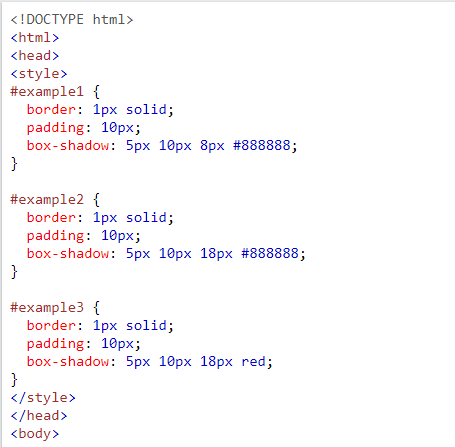 <!DOCTYPE html>
<html>
<head>
<style>
#example1 {
  border: 1px solid;
  padding: 10px;
  box-shadow: 5px 10px 8px #888888;
}

#example2 {
  border: 1px solid;
  padding: 10px;
  box-shadow: 5px 10px 18px #888888;
}

#example3 {
  border: 1px solid;
  padding: 10px;
  box-shadow: 5px 10px 18px red;
}
</style>
</head>
<body>